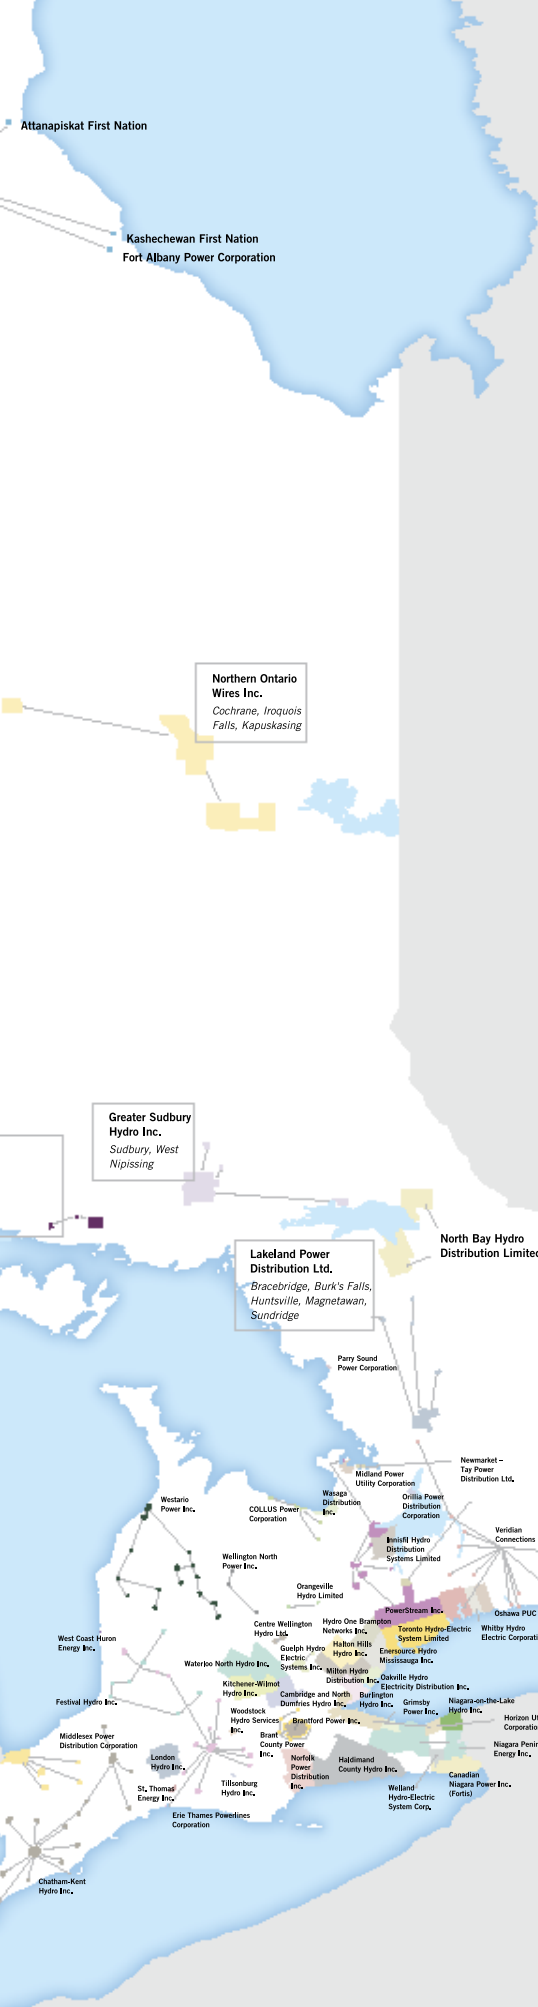 Attanapiskat First Nation
Kashechewan First Nation
Fort Albany Power Corporation
Northern Ontario
Wires Inc.
Cochrane, Iroquois
Falls, Kapuskasing
Greater Sudbury
Hydro Inc.
Sudbury, West
Nipissing
North Bay Hydro
Distribution Limited
Lakeland Power
Distribution Ltd.
Bracebridge, Burk's Falls,
Huntsville, Magnetawan,
Sundridge
Parry Sound
Power Corporation
Newmarket –
Tay Power
Distribution Ltd.
Midland Power
Utility Corporation
Wasaga
Distribution
Inc.
Orillia Power
Distribution
Corporation
Westario
Power Inc.
COLLUS Power
Corporation
Veridian
Connections
Innisfil Hydro
Distribution
Systems Limited
Wellington North
Power Inc.
Orangeville
Hydro Limited
PowerStream Inc.
Oshawa PUC
Centre Wellington
Hydro Ltd.
Hydro One Brampton
Networks Inc.
Toronto Hydro-Electric
System Limited
Whitby Hydro
Electric Corporati
West Coast Huron
Energy Inc.
Guelph Hydro
Electric
Systems Inc.
Halton Hills
Hydro Inc.
Enersource Hydro
Mississauga Inc.
Waterloo North Hydro Inc.
Milton Hydro
Distribution Inc.
Oakville Hydro
Electricity Distribution Inc.
Kitchener-Wilmot
Hydro Inc.
Cambridge and North
Dumfries Hydro Inc.
Burlington
Hydro Inc.
Grimsby
Power Inc.
Niagara-on-the-Lake
Hydro Inc.
Festival Hydro Inc.
Woodstock
Hydro Services
Inc.
Brantford Power Inc.
Horizon Ut
Corporatio
Middlesex Power
Distribution Corporation
Brant
County Power
Inc.
Niagara Penin
Energy Inc.
London
Hydro Inc.
Norfolk
Power
Distribution
Inc.
Haldimand
County Hydro Inc.
Canadian
Niagara Power Inc.
(Fortis)
St. Thomas
Energy Inc.
Tillsonburg
Hydro Inc.
Welland
Hydro-Electric
System Corp.
Erie Thames Powerlines
Corporation
Chatham-Kent
Hydro Inc.